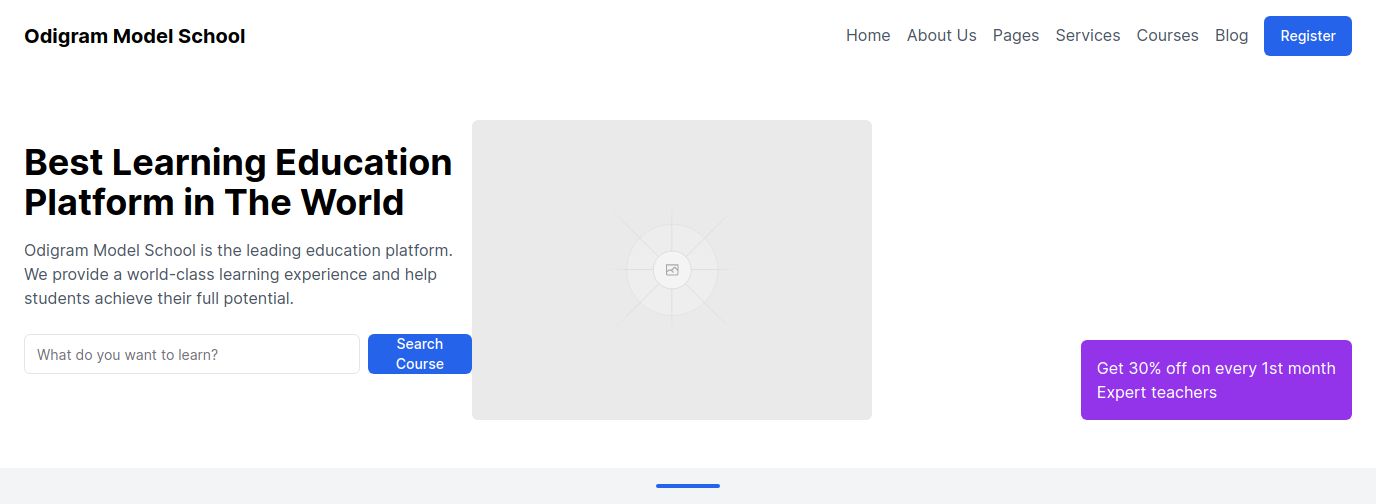 Odigram Model School
Home About Us Pages Services Courses Blog Register
Best Learning Education
Platform in The World
Odigram Model School is the leading education platform.
We provide a world-class learning experience and help
students achieve their full potential.
What do you want to learn?
Search
Course
Get 30% off on every 1st month
Expert teachers